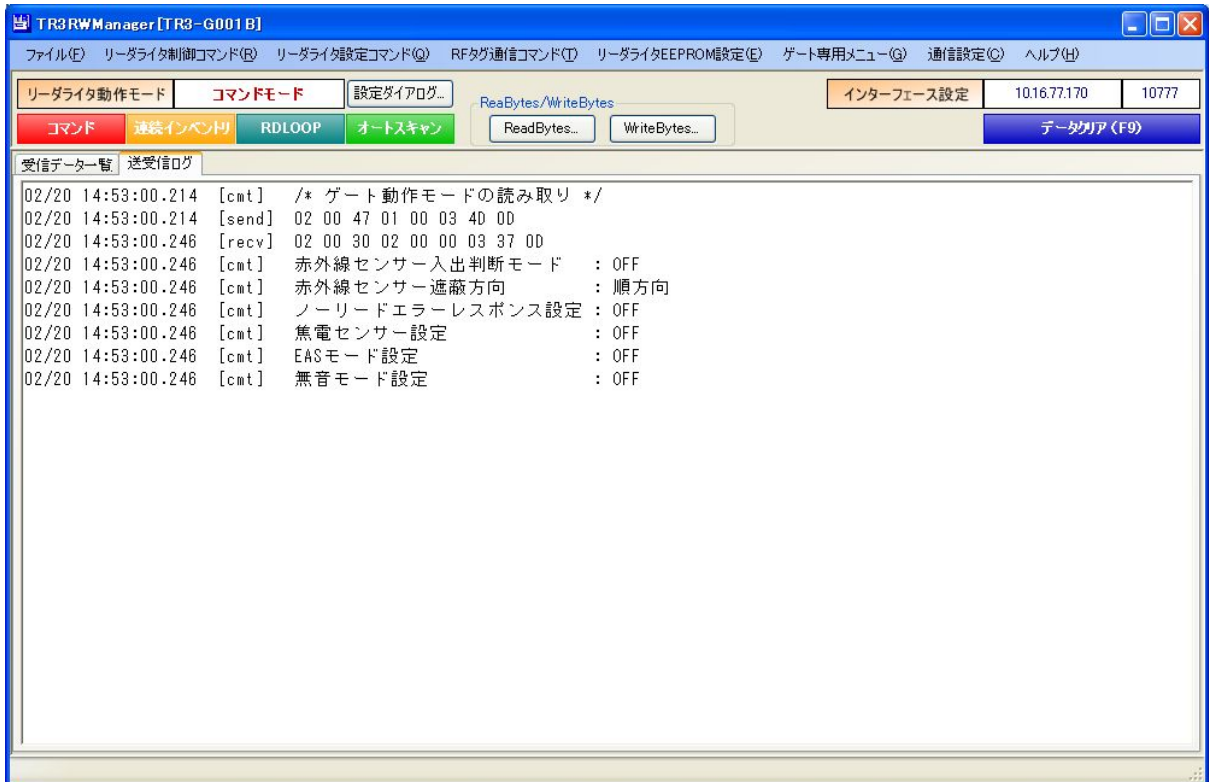 TR3RWManager[TR3-G001B]
ファイル(F) リーダライタ制御コマンド(R) リーダライタ設定コマンド(Q) RFタグ通信コマンド(T) リーダライタEEPROM設定(E) ゲート専用メニュー(G) 通信設定(C) ヘルプ(H)
リーダライタ動作モード コマンドモード 設定ダイアログ... ReaBytes/WriteBytes インターフェース設定 10.16.77.170 10777
コマンド 連続インベントリ RDLOOP オートスキャン ReadBytes... WriteBytes... データクリア (F9)
受信データ一覧 送受信ログ
02/20 14:53:00.214 [cmt] /* ゲート動作モードの読み取り */
02/20 14:53:00.214 [send] 02 00 47 01 00 03 4D 0D
02/20 14:53:00.246 [recv] 02 00 30 02 00 00 03 37 0D
02/20 14:53:00.246 [cmt] 赤外線センサー入出判断モード : OFF
02/20 14:53:00.246 [cmt] 赤外線センサー遮蔽方向 : 順方向
02/20 14:53:00.246 [cmt] ノーリードエラーレスポンス設定 : OFF
02/20 14:53:00.246 [cmt] 焦電センサー設定 : OFF
02/20 14:53:00.246 [cmt] EASモード設定 : OFF
02/20 14:53:00.246 [cmt] 無音モード設定 : OFF